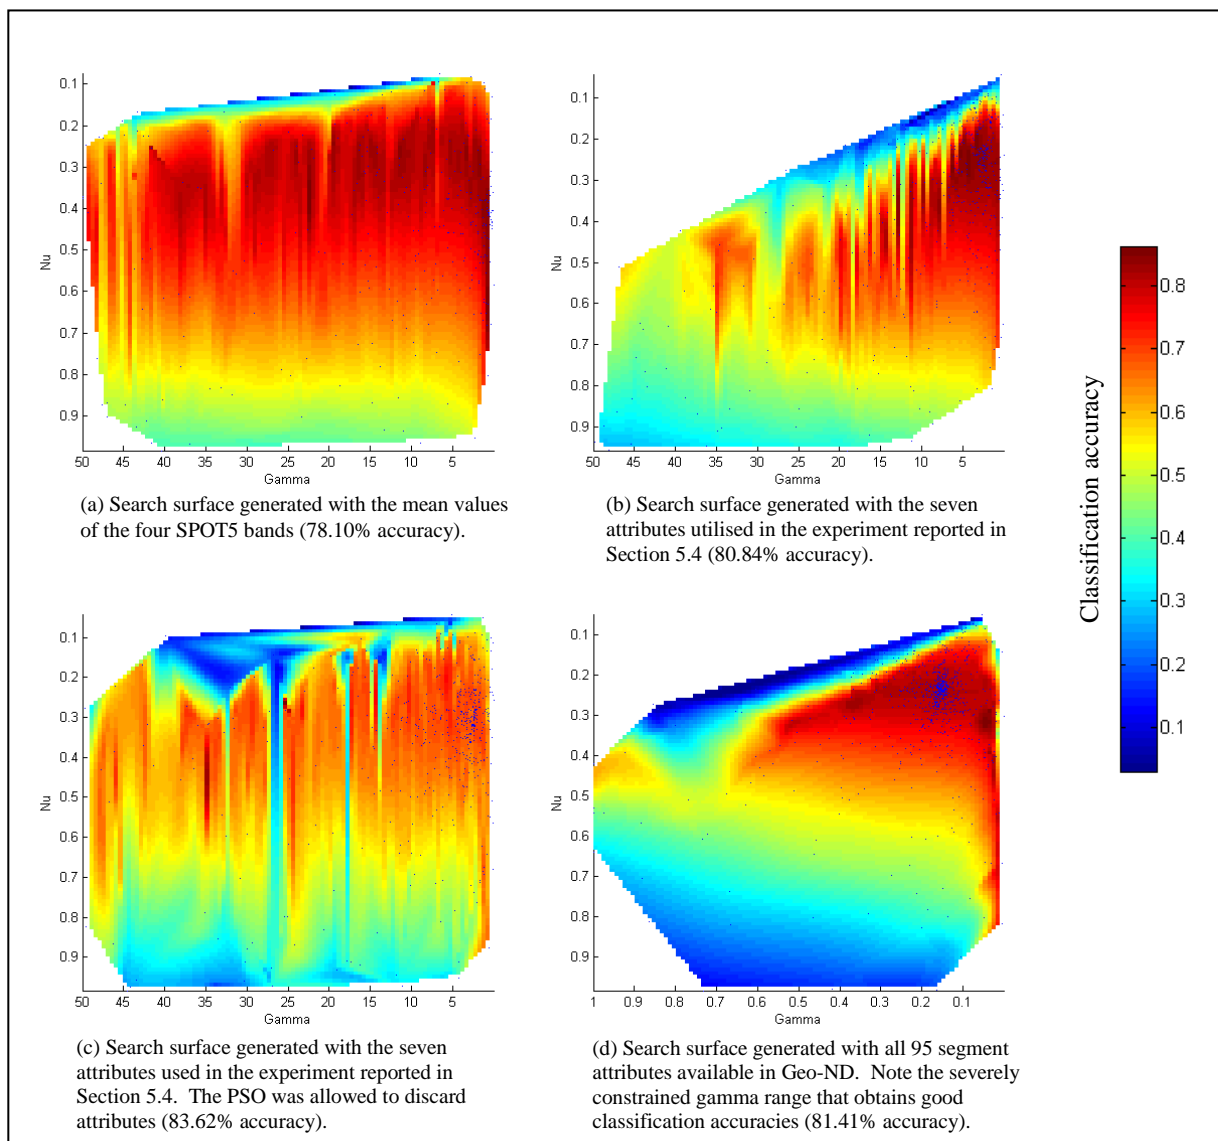 0.1
0.2
0.3
0.4
0.5
0.6
0.7
0.8
0.9
Nu
50 45 40 35 30 25 20 15 10 5
Gamma
(a) Search surface generated with the mean values
of the four SPOT5 bands (78.10% accuracy).
0.1
0.2
0.3
0.4
0.5
0.6
0.7
0.8
0.9
Nu
50 45 40 35 30 25 20 15 10 5
Gamma
(b) Search surface generated with the seven
attributes utilised in the experiment reported in
Section 5.4 (80.84% accuracy).
Classification accuracy
0.8
0.7
0.6
0.5
0.4
0.3
0.2
0.1
0.1
0.2
0.3
0.4
0.5
0.6
0.7
0.8
0.9
Nu
50 45 40 35 30 25 20 15 10 5
Gamma
(c) Search surface generated with the seven
attributes used in the experiment reported in
Section 5.4. The PSO was allowed to discard
attributes (83.62% accuracy).
0.1
0.2
0.3
0.4
0.5
0.6
0.7
0.8
0.9
Nu
1 0.9 0.8 0.7 0.6 0.5 0.4 0.3 0.2 0.1
Gamma
(d) Search surface generated with all 95 segment
attributes available in Geo-ND. Note the severely
constrained gamma range that obtains good
classification accuracies (81.41% accuracy).